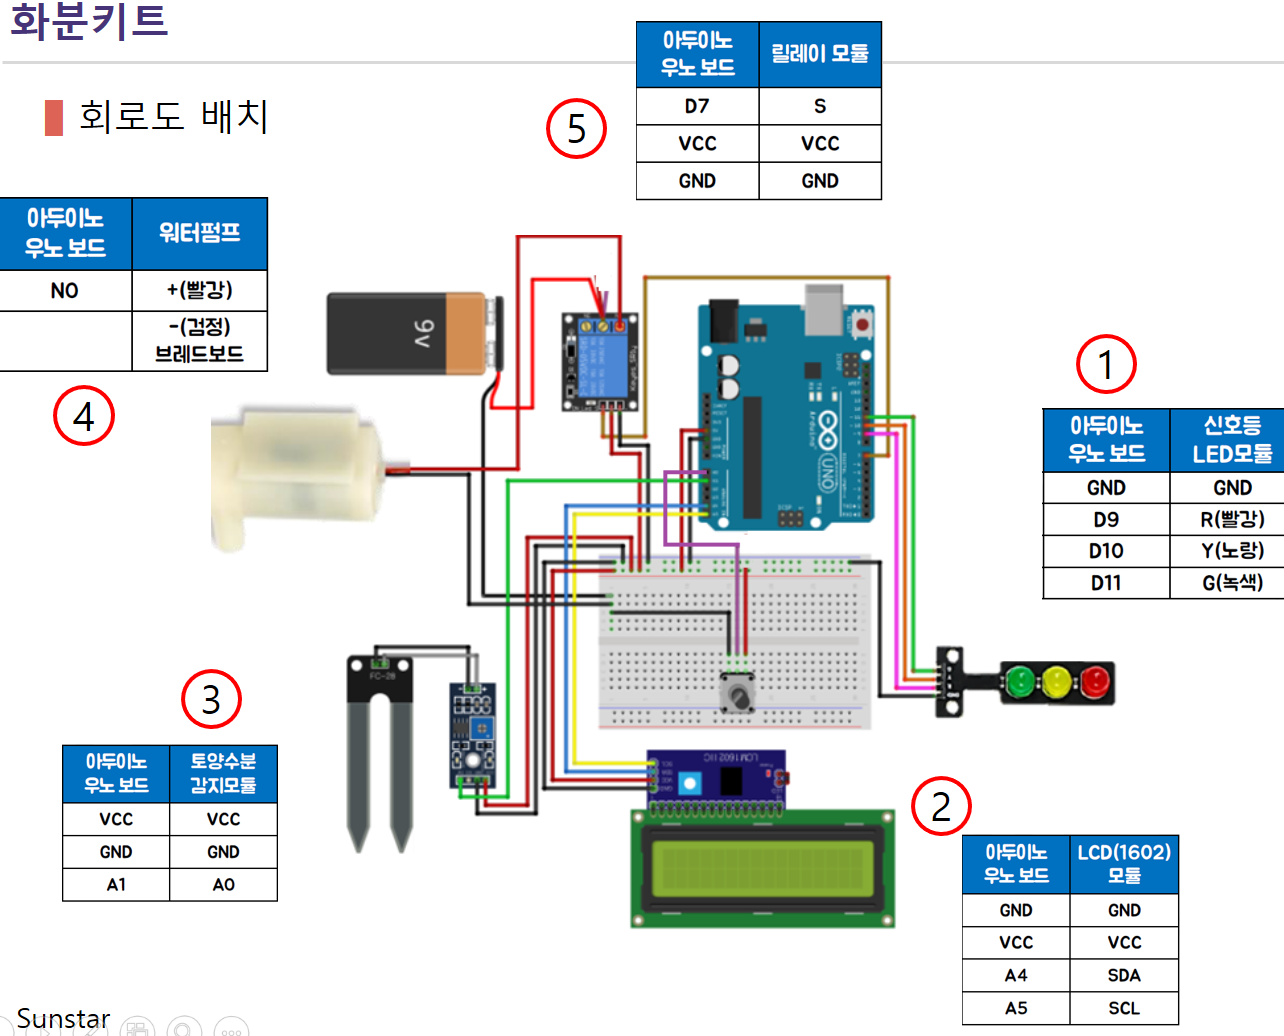 화분키트
회로도 배치
5
아두이노
우노 보드
릴레이 모듈
D7
S
VCC
VCC
GND
GND
아두이노
우노 보드
워터펌프
NO
+(빨강)
-(검정)
브레드보드
4
9v
1
아두이노
우노 보드
신호등
LED모듈
GND
GND
D9
R(빨강)
D10
Y(노랑)
D11
G(녹색)
UNO
FC-28
3
아두이노
우노 보드
토양수분
감지모듈
VCC
VCC
GND
GND
A1
A0
LCM1602 IIC
2
아두이노
우노 보드
LCD(1602)
모듈
GND
GND
VCC
VCC
A4
SDA
A5
SCL
Sunstar